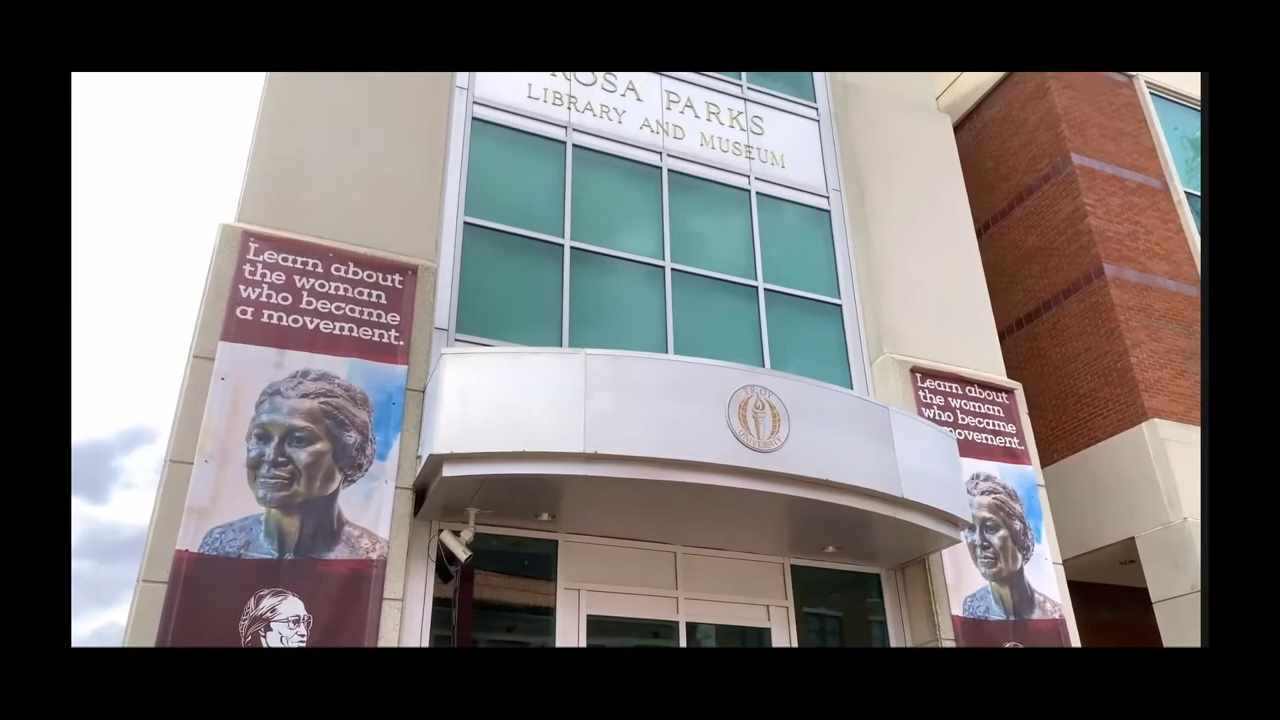 ROSA PARKS
LIBRARY AND MUSEUM
Learn about
the woman
who became
a movement.
TROY
UNIVERSITY
Learn about
the woman
who became
movement.